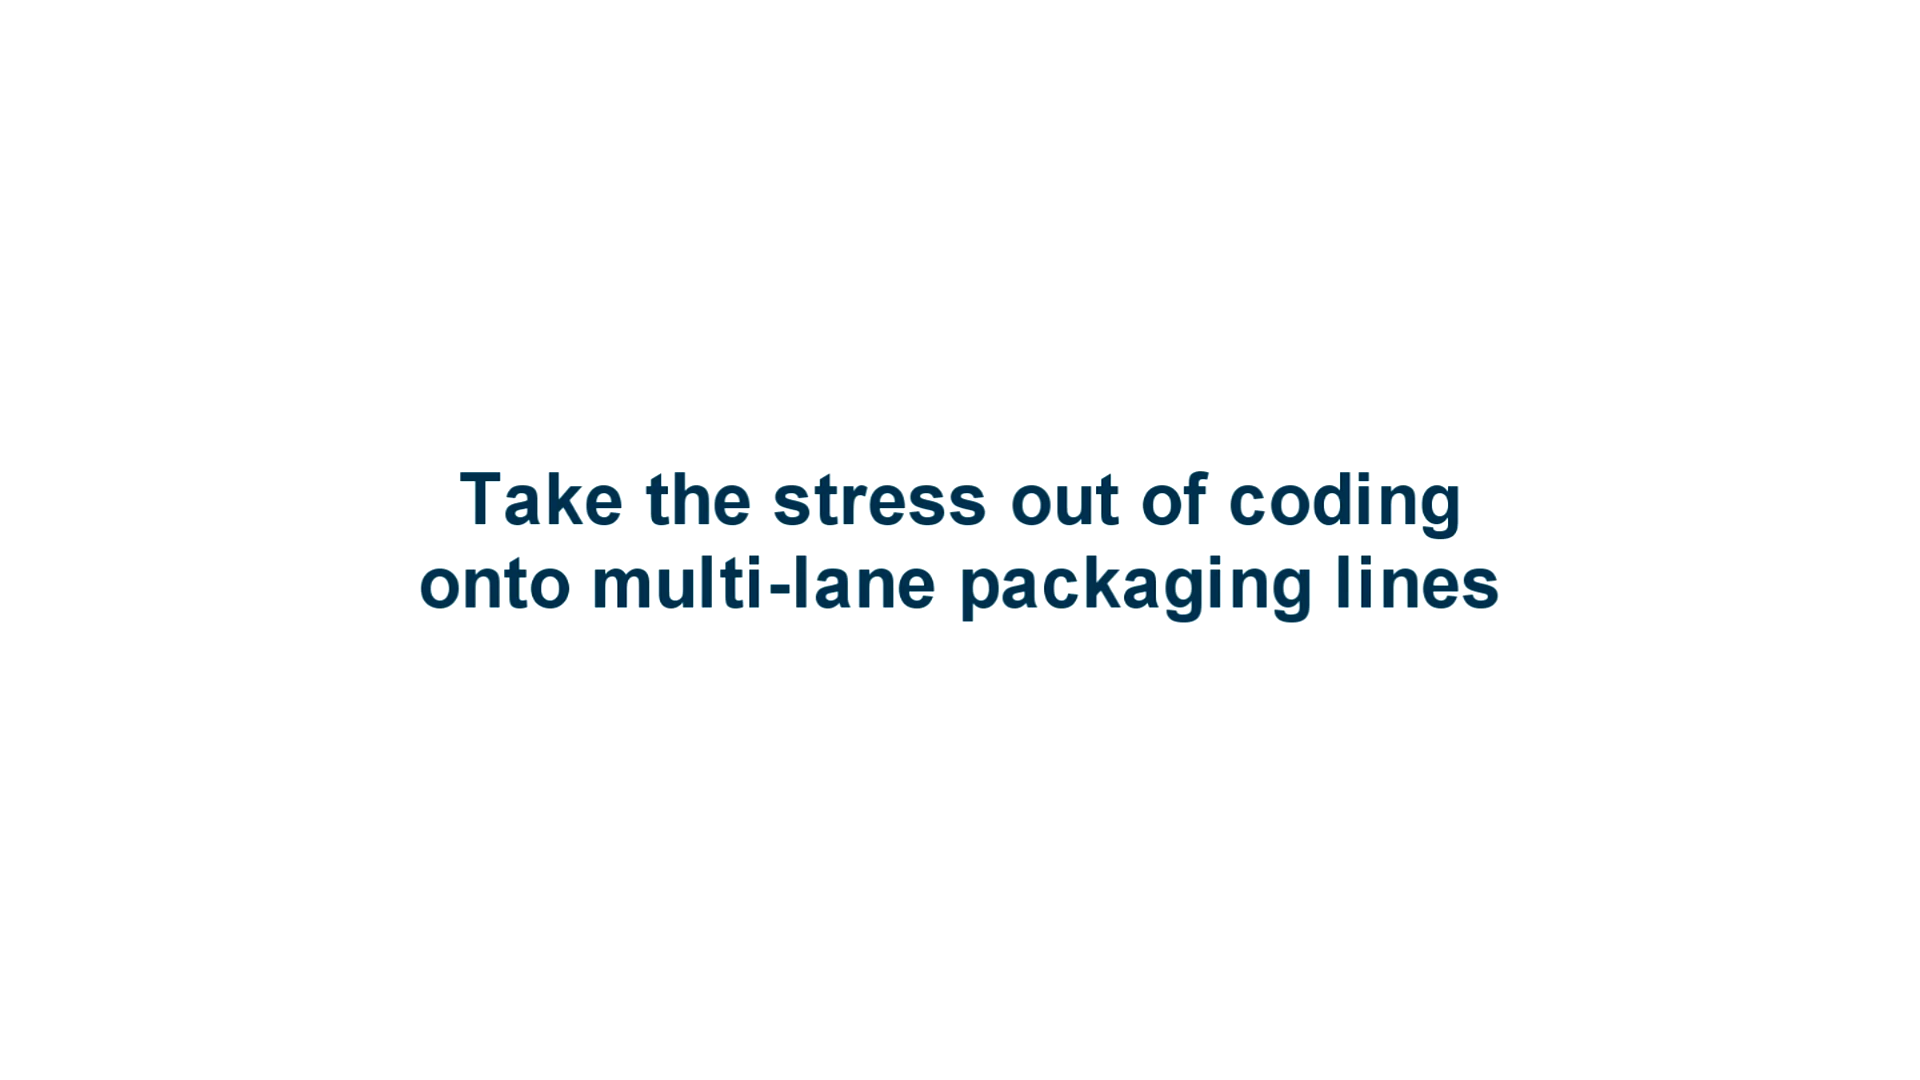 Take the stress out of coding
onto multi-lane packaging lines